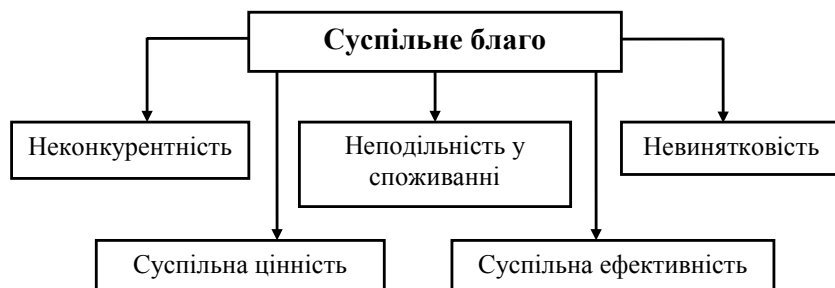 Суспільне благо
Неконкурентність
Неподільність у
споживанні
Невинятковість
Суспільна цінність
Суспільна ефективність